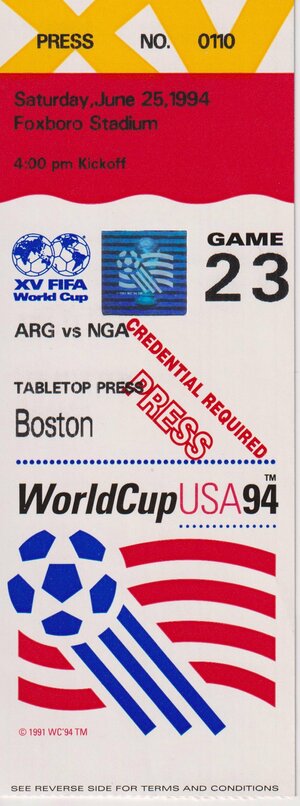 XV
PRESS NO. 0110
Saturday,June 25,1994
Foxboro Stadium
4:00 pm Kickoff
XV FIFA
World Cup
GAME
23
ARG vs NGA
CREDENTIAL REQUIRED
PRESS
TABLETOP PRESS
Boston
WorldCupUSA94™
© 1991 WC'94 TM
SEE REVERSE SIDE FOR TERMS AND CONDITIONS